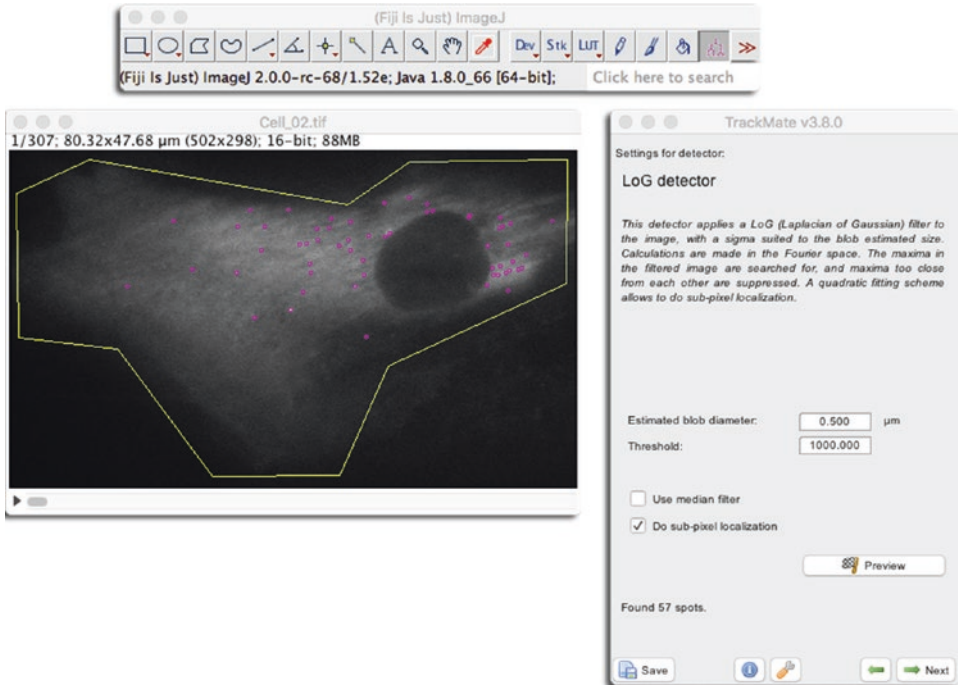 (Fiji Is Just) ImageJ
Dev Stk LUT
(Fiji Is Just) ImageJ 2.0.0-rc-68/1.52e; Java 1.8.0_66 [64-bit];
Click here to search
Cell_02.tif
1/307; 80.32x47.68 µm (502x298); 16-bit; 88MB
TrackMate v3.8.0
Settings for detector:
LoG detector
This detector applies a LoG (Laplacian of Gaussian) filter to
the image, with a sigma suited to the blob estimated size.
Calculations are made in the Fourier space. The maxima in
the filtered image are searched for, and maxima too close
from each other are suppressed. A quadratic fitting scheme
allows to do sub-pixel localization.
Estimated blob diameter: 0.500 µm
Threshold: 1000.000
Use median filter
Do sub-pixel localization
Preview
Found 57 spots.
Save
Next